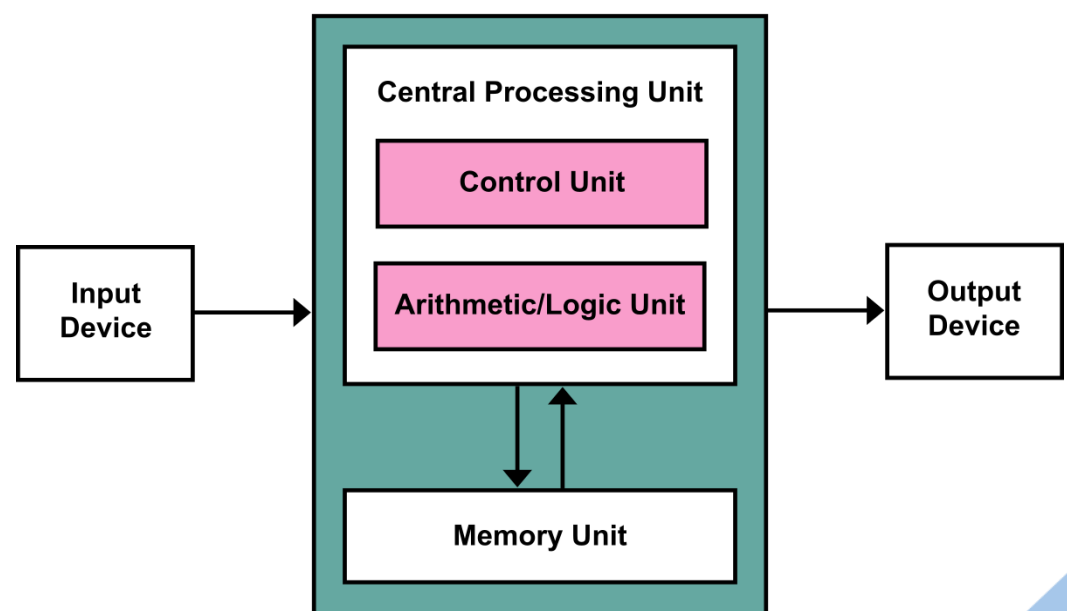 Central Processing Unit
Control Unit
Arithmetic/Logic Unit
Input
Device
Output
Device
Memory Unit